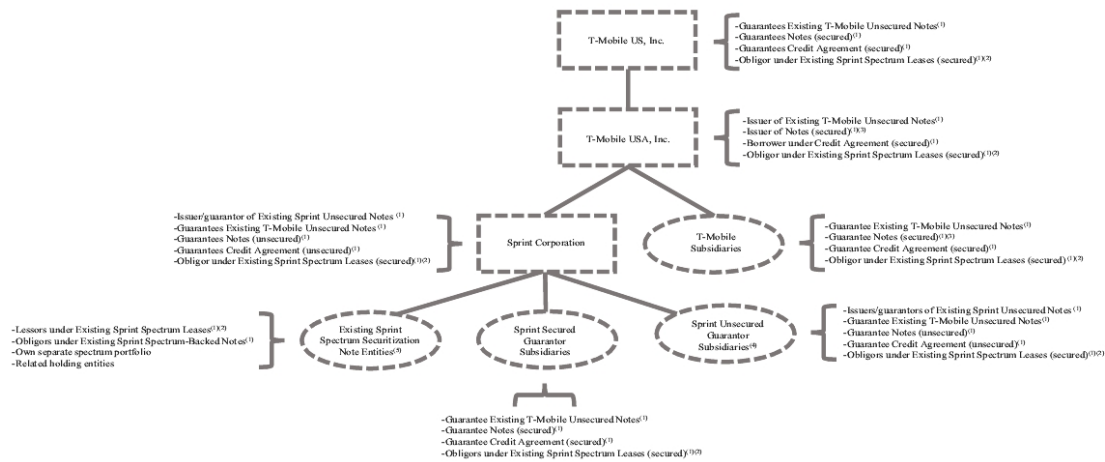 T-Mobile US, Inc.
-Guarantees Existing T-Mobile Unsecured Notes(1)
-Guarantees Notes (secured)(1)
-Guarantees Credit Agreement (secured)(1)
-Obligor under Existing Sprint Spectrum Leases (secured)(1)(2)
T-Mobile USA, Inc.
-Issuer of Existing T-Mobile Unsecured Notes(1)
-Issuer of Notes (secured)(1)(3)
-Borrower under Credit Agreement (secured)(1)
-Obligor under Existing Sprint Spectrum Leases (secured)(1)(2)
-Issuer/guarantor of Existing Sprint Unsecured Notes (1)
-Guarantees Existing T-Mobile Unsecured Notes (1)
-Guarantees Notes (unsecured)(1)
-Guarantees Credit Agreement (unsecured)(1)
-Obligor under Existing Sprint Spectrum Leases (secured)(1)(2)
Sprint Corporation
T-Mobile
Subsidiaries
-Guarantee Existing T-Mobile Unsecured Notes(1)
-Guarantee Notes (secured)(1)(3)
-Guarantee Credit Agreement (secured)(1)
-Obligor under Existing Sprint Spectrum Leases (secured)(1)(2)
-Lessors under Existing Sprint Spectrum Leases(1)(2)
-Obligors under Existing Sprint Spectrum-Backed Notes(1)
-Own separate spectrum portfolio
-Related holding entities
Existing Sprint
Spectrum Securitization
Note Entities(5)
Sprint Secured
Guarantor
Subsidiaries
Sprint Unsecured
Guarantor
Subsidiaries(4)
-Issuers/guarantors of Existing Sprint Unsecured Notes (1)
-Guarantee Existing T-Mobile Unsecured Notes(1)
-Guarantee Notes (unsecured)(1)
-Guarantee Credit Agreement (unsecured)(1)
-Obligors under Existing Sprint Spectrum Leases (secured)(1)(2)
-Guarantee Existing T-Mobile Unsecured Notes(1)
-Guarantee Notes (secured)(1)
-Guarantee Credit Agreement (secured)(1)
-Obligors under Existing Sprint Spectrum Leases (secured)(1)(2)